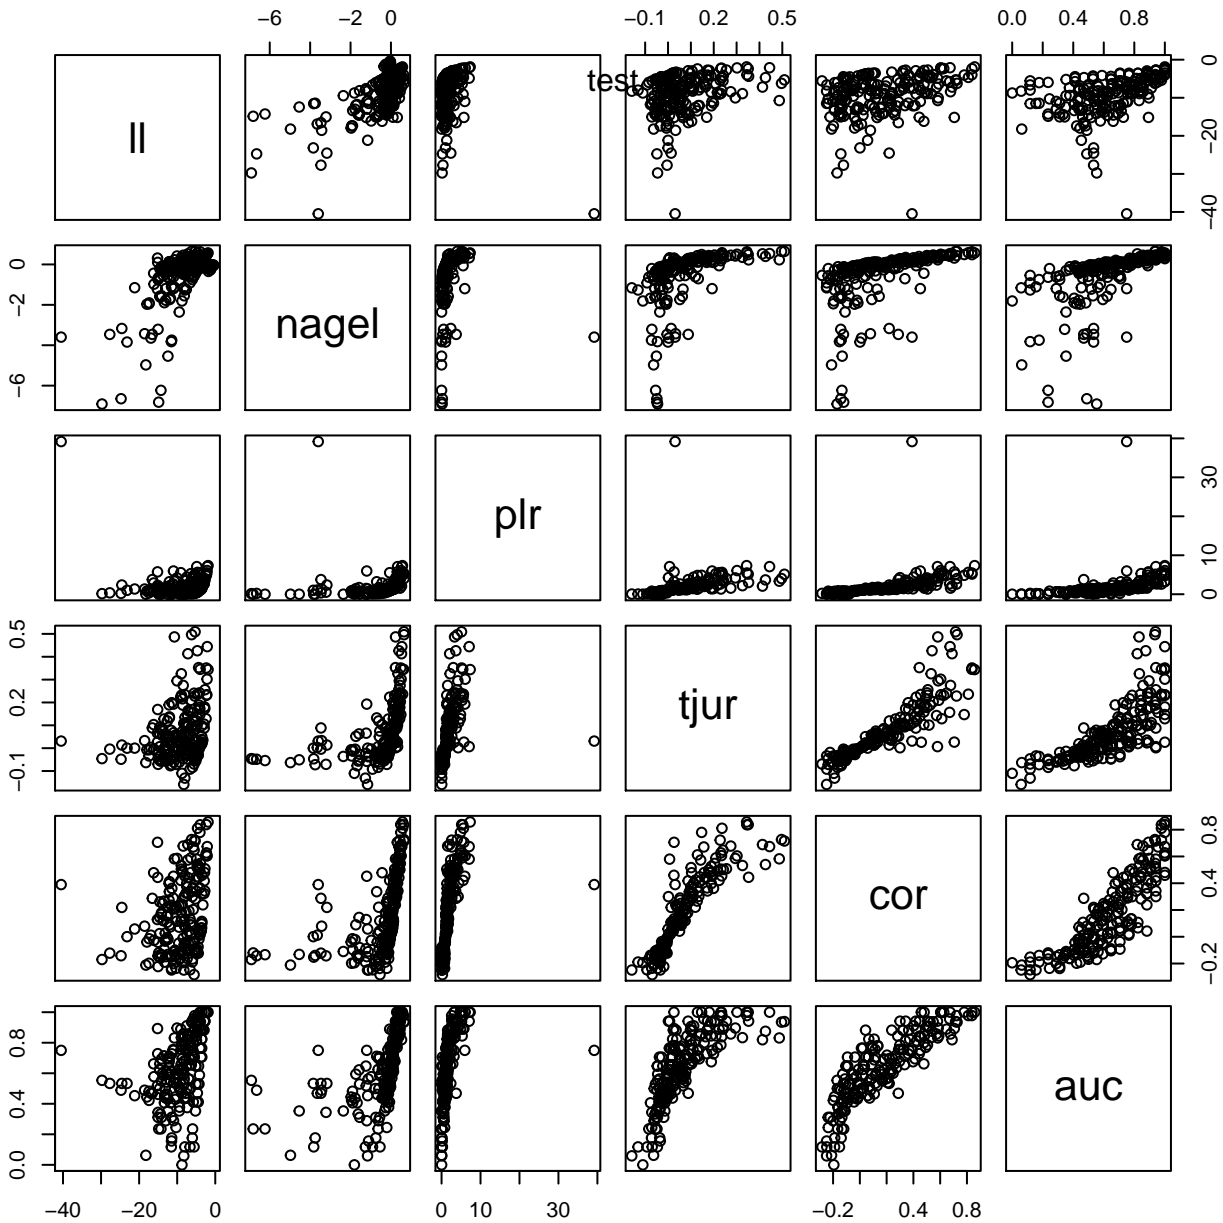 −6 −2 0 −0.1 0.2 0.5 0.0 0.4 0.8
ll test 0 −20 −40
0 −2 −6 nagel
plr 30 10 0
0.5 0.2 −0.1 tjur
cor 0.8 0.4 −0.2
0.8 0.4 0.0 auc
−40 −20 0 0 10 30 −0.2 0.4 0.8